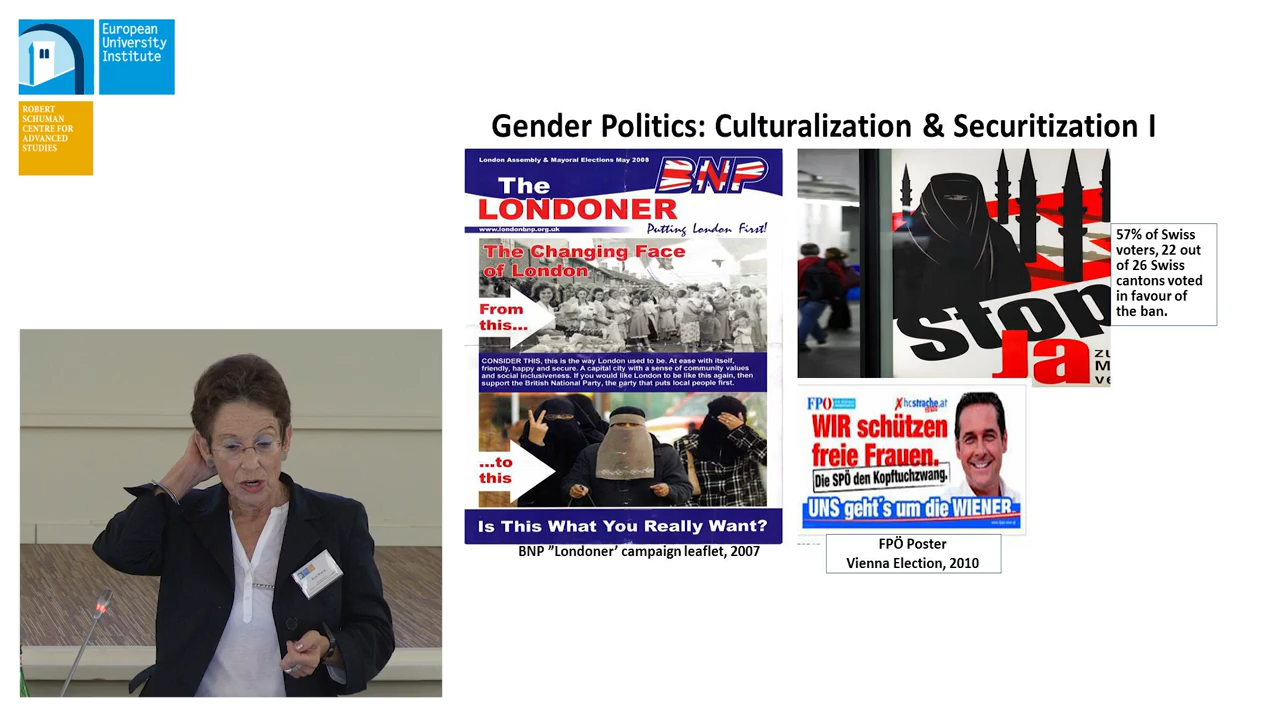 European
University
Institute
ROBERT
SCHUMAN
CENTRE FOR
ADVANCED
STUDIES
Gender Politics: Culturalization & Securitization I
London Assembly & Mayoral Elections May 2008
BNP
The
LONDONER
www.londonbnp.org.uk
Putting London First!
The Changing Face
of London
From
this...
CONSIDER THIS, this is the way London used to be. At ease with itself,
friendly, happy and secure. A capital city with a sense of community values
and social inclusiveness. If you would like London to be like this again, then
support the British National Party, the party that puts local people first.
...to
this
Is This What You Really Want?
BNP ”Londoner’ campaign leaflet, 2007
Stop
Ja
zu
M
ve
57% of Swiss
voters, 22 out
of 26 Swiss
cantons voted
in favour of
the ban.
FPÖ
hcstrache.at
WIR schützen
freie Frauen.
Die SPÖ den Kopftuchzwang.
UNS geht´s um die WIENER.
FPÖ Poster
Vienna Election, 2010